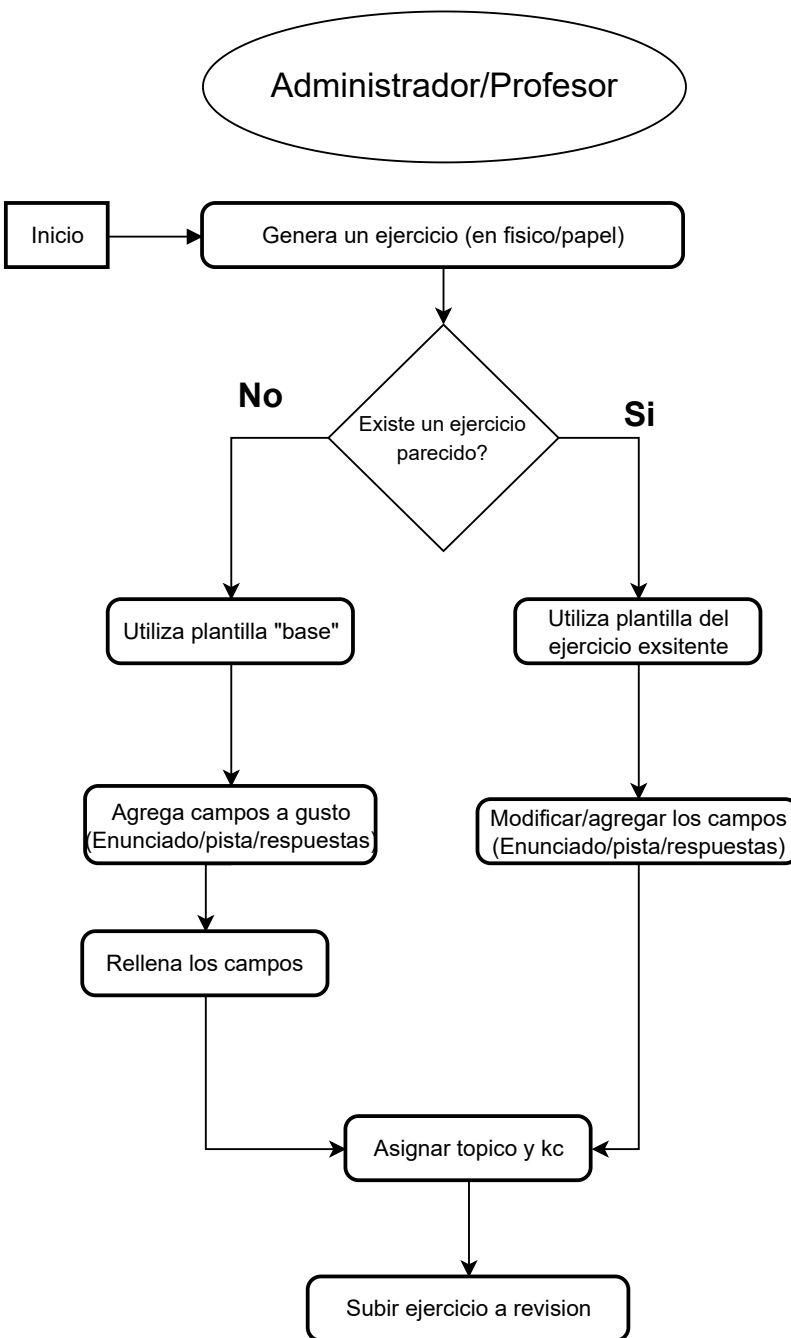 Administrador/Profesor
Inicio
Genera un ejercicio (en fisico/papel)
No
Si
Existe un ejercicio
parecido?
Utiliza plantilla "base"
Utiliza plantilla del
ejercicio exsitente
Agrega campos a gusto
(Enunciado/pista/respuestas)
Modificar/agregar los campos
(Enunciado/pista/respuestas)
Rellena los campos
Asignar topico y kc
Subir ejercicio a revision